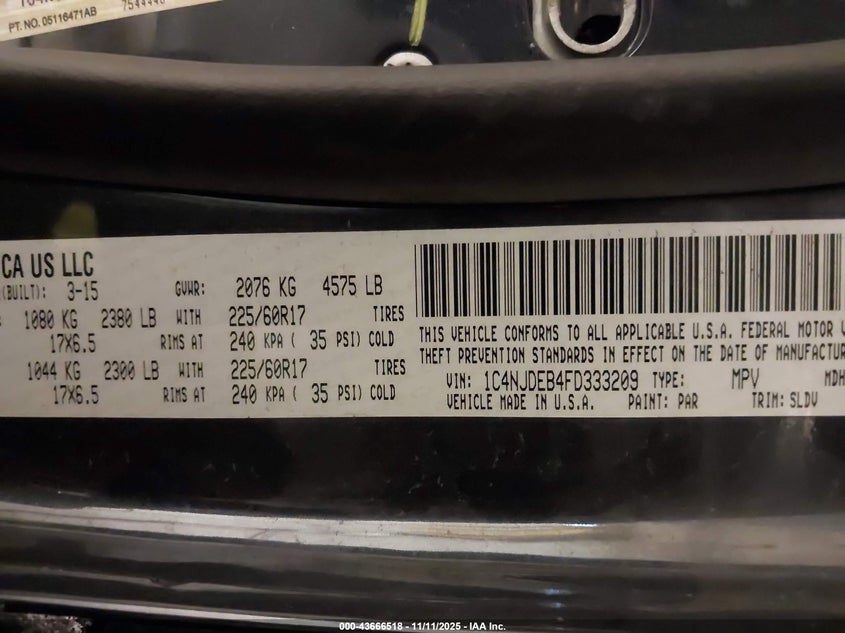 PT. NO. 05116471AB
CA US LLC
(BUILT): 3-15 GVWR: 2076 KG 4575 LB
1080 KG 2380 LB WITH 225/60R17 TIRES
17X6.5 RIMS AT 240 KPA ( 35 PSI) COLD
1044 KG 2300 LB WITH 225/60R17 TIRES
17X6.5 RIMS AT 240 KPA ( 35 PSI) COLD
THIS VEHICLE CONFORMS TO ALL APPLICABLE U.S.A. FEDERAL MOTOR V
THEFT PREVENTION STANDARDS IN EFFECT ON THE DATE OF MANUFACTUR
VIN: 1C4NJDEB4FD333209 TYPE: MPV MDH
VEHICLE MADE IN U.S.A. PAINT: PAR TRIM: SLDV
000-43666518 - 11/11/2025 - IAA Inc.